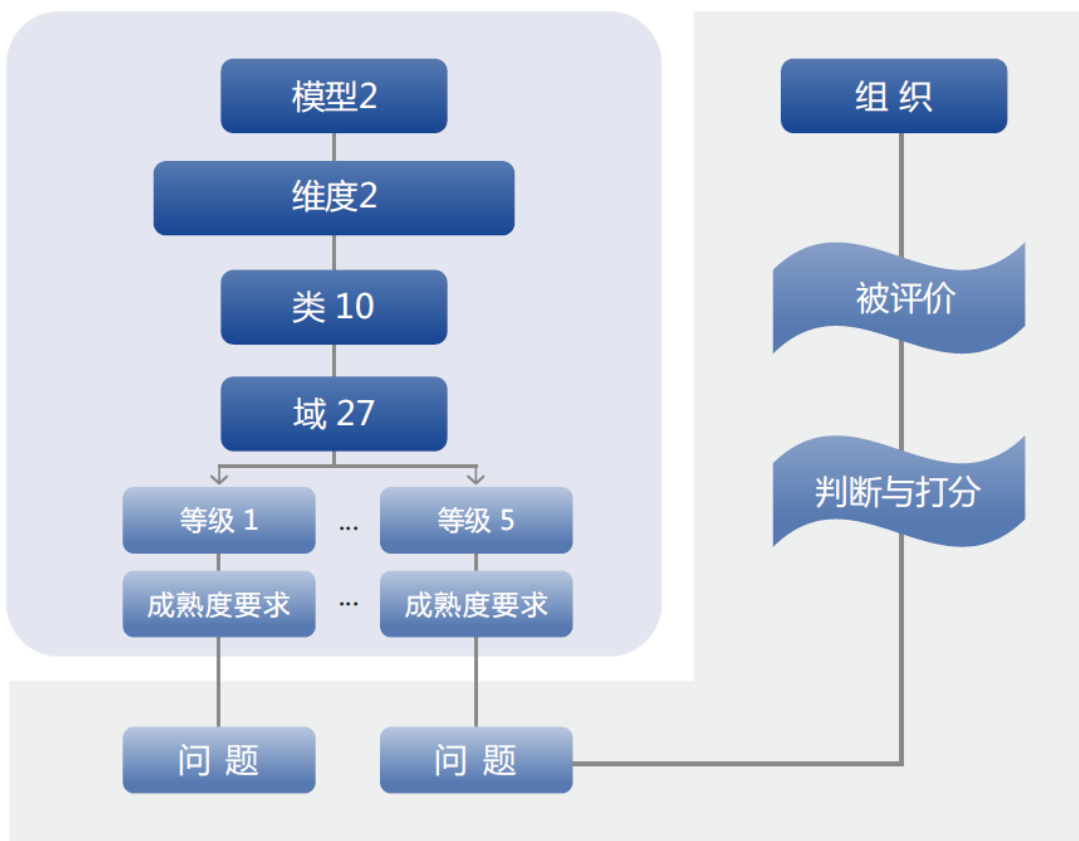 模型2
维度2
类 10
域 27
等级 1
...
等级 5
成熟度要求
...
成熟度要求
问 题
问 题
组 织
被评价
判断与打分